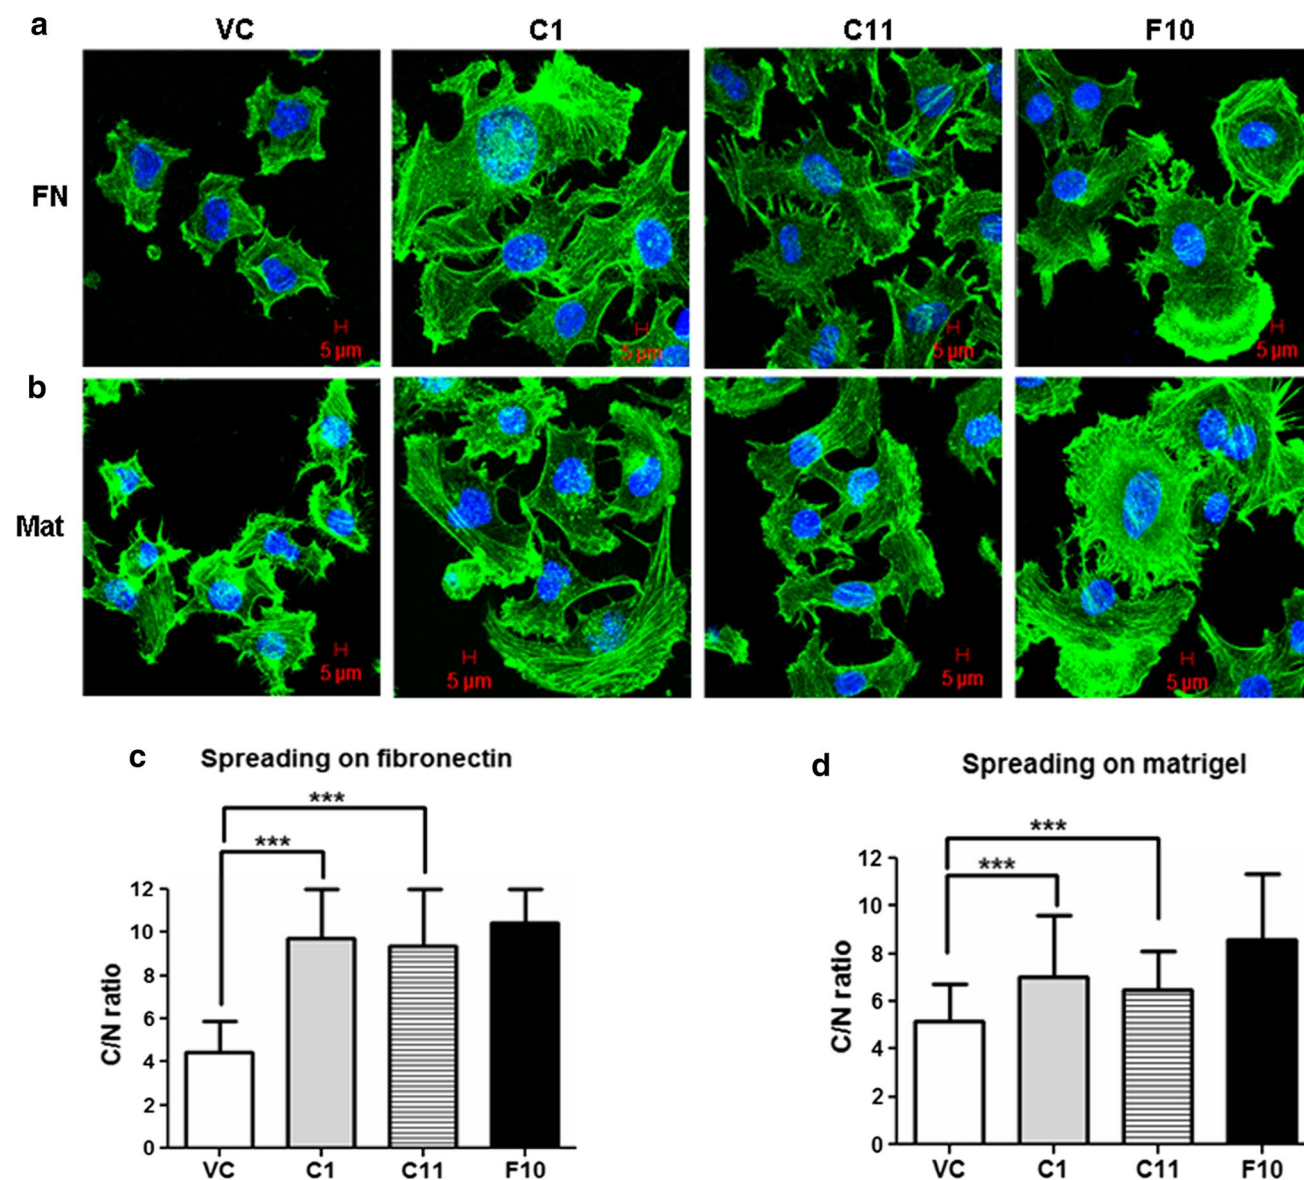 a
VC C1 C11 F10
FN
5 µm 5 µm 5 µm 5 µm
b
Mat
5 µm 5 µm 5 µm 5 µm
c
Spreading on fibronectin
***
***
C/N ratio
12
10
8
6
4
2
0
VC C1 C11 F10
d
Spreading on matrigel
***
***
C/N ratio
12
10
8
6
4
2
0
VC C1 C11 F10